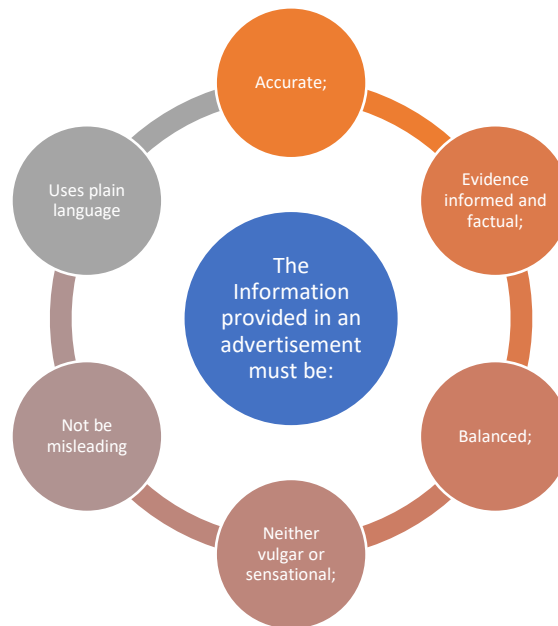 Accurate;
Evidence
informed and
factual;
Balanced;
Neither
vulgar or
sensational;
Not be
misleading
Uses plain
language
The
Information
provided in an
advertisement
must be: